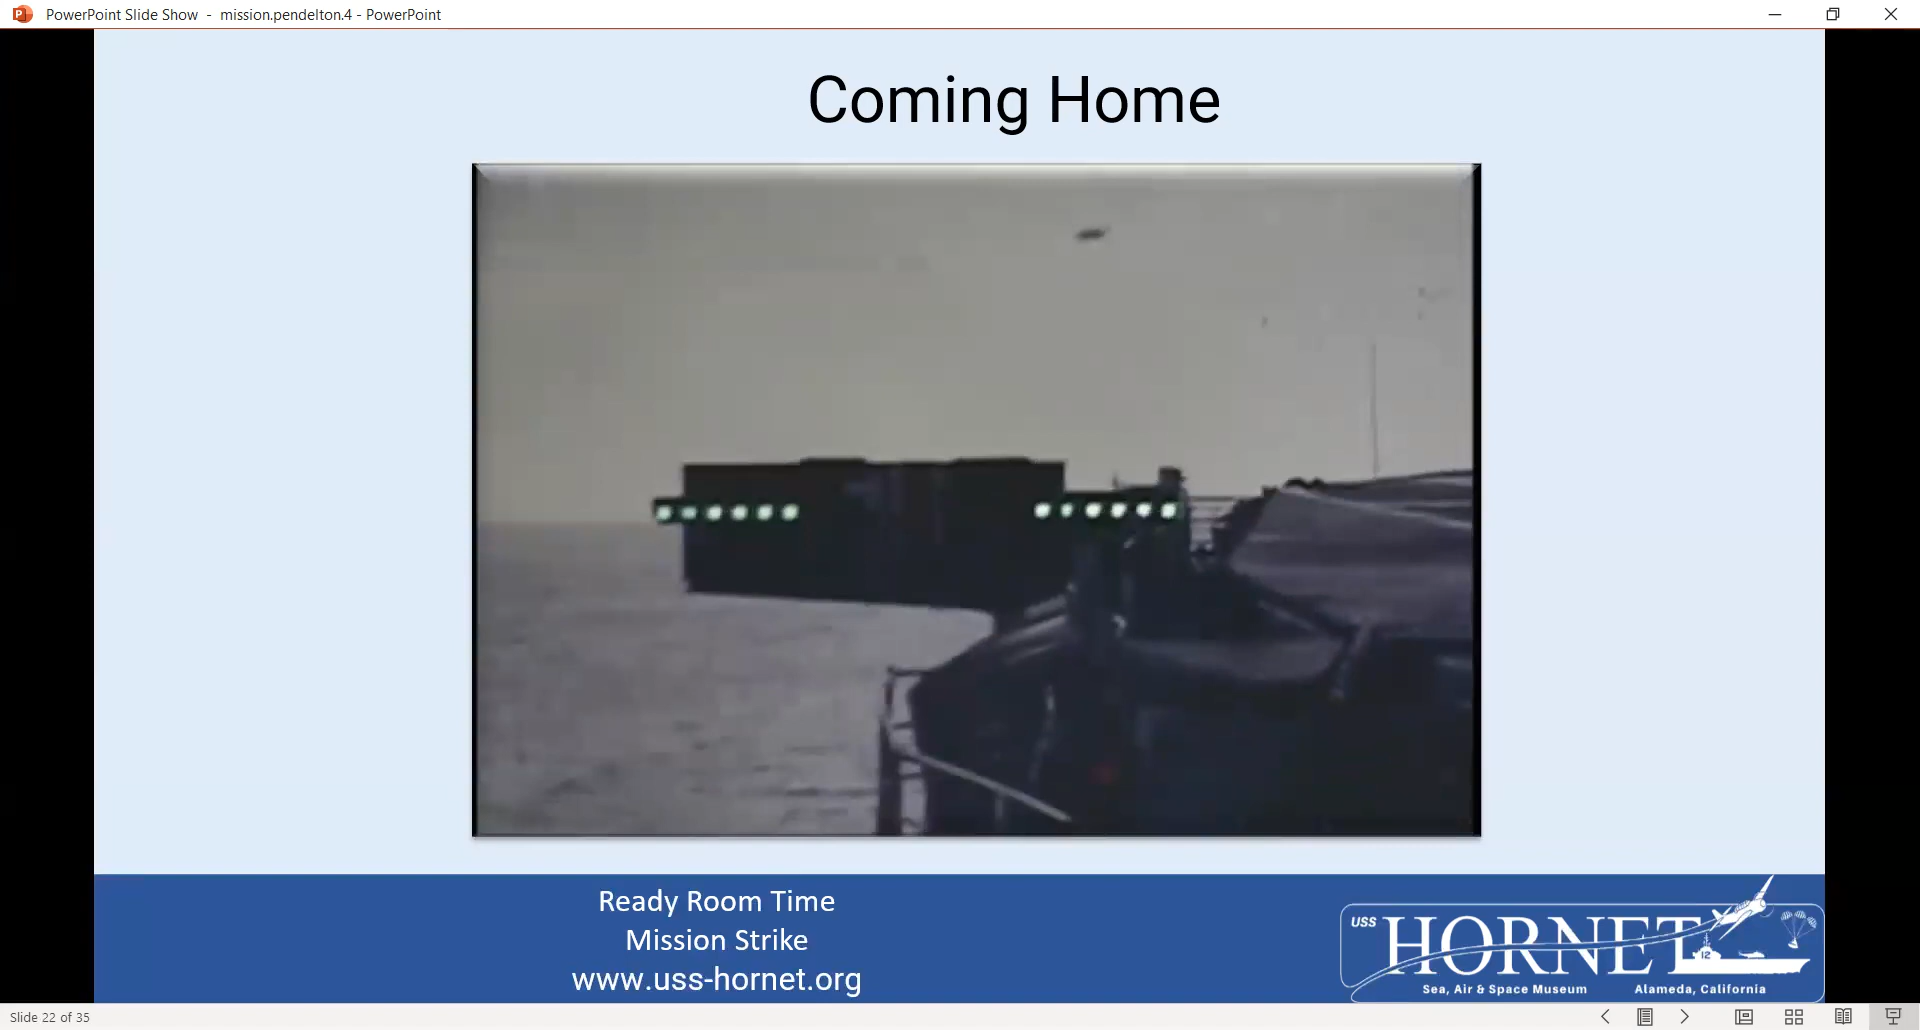 PowerPoint Slide Show - mission.pendelton.4 - PowerPoint
Coming Home
Ready Room Time
Mission Strike
www.uss-hornet.org
USS
HORNET
12
Sea, Air & Space Museum Alameda, California
Slide 22 of 35